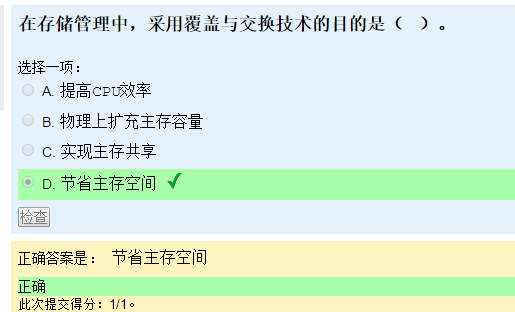 在存储管理中，采用覆盖与交换技术的目的是（  ）。
选择一项：
A. 提高CPU效率
B. 物理上扩充主存容量
C. 实现主存共享
D. 节省主存空间
检查
正确答案是： 节省主存空间
正确
此次提交得分：1/1。